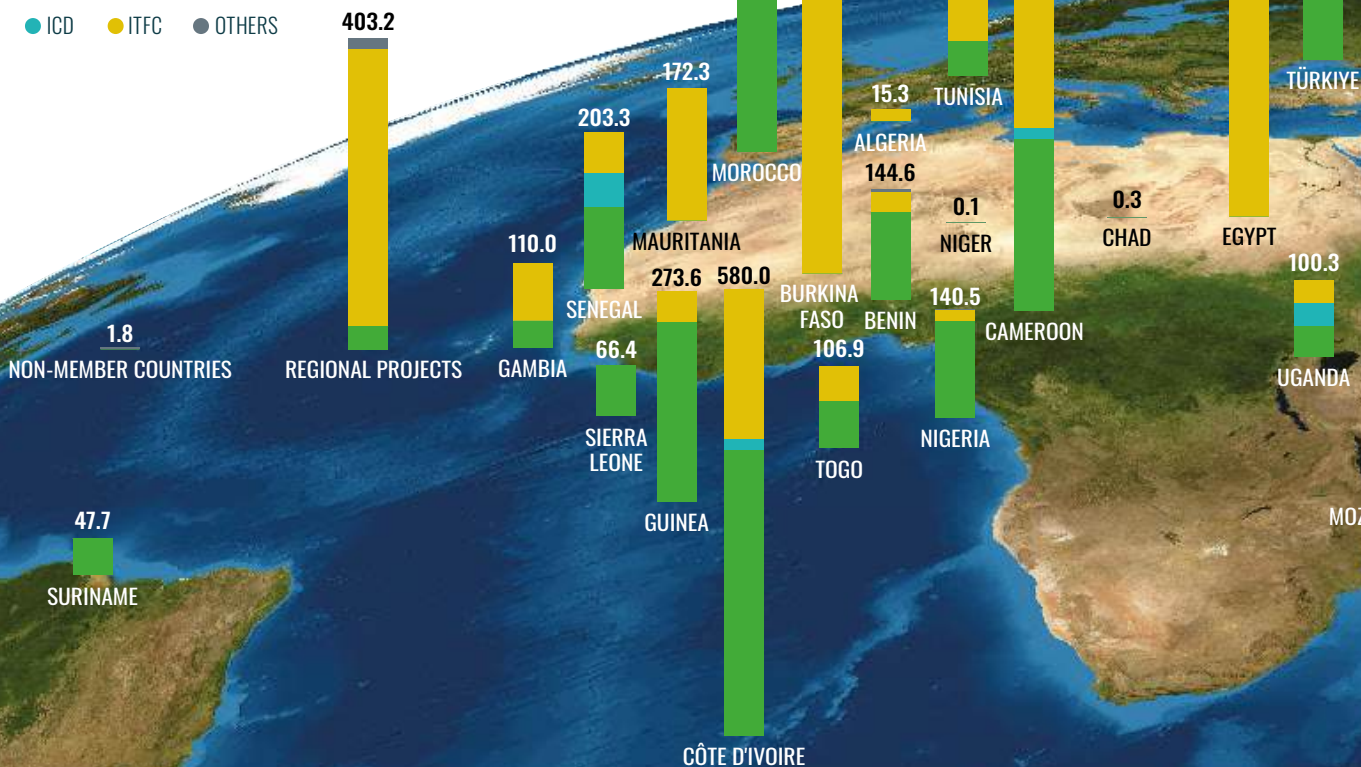 ICD
ITFC
OTHERS
403.2
172.3
TÜRKIYE
15.3
TUNISIA
203.3
ALGERIA
MOROCCO
144.6
0.1
0.3
110.0
MAURITANIA
NIGER
CHAD
EGYPT
100.3
273.6
580.0
BURKINA
FASO
SENEGAL
140.5
BENIN
1.8
CAMEROON
66.4
106.9
NON-MEMBER COUNTRIES
REGIONAL PROJECTS
GAMBIA
UGANDA
SIERRA
LEONE
NIGERIA
TOGO
47.7
GUINEA
MOZ
SURINAME
CÔTE D'IVOIRE